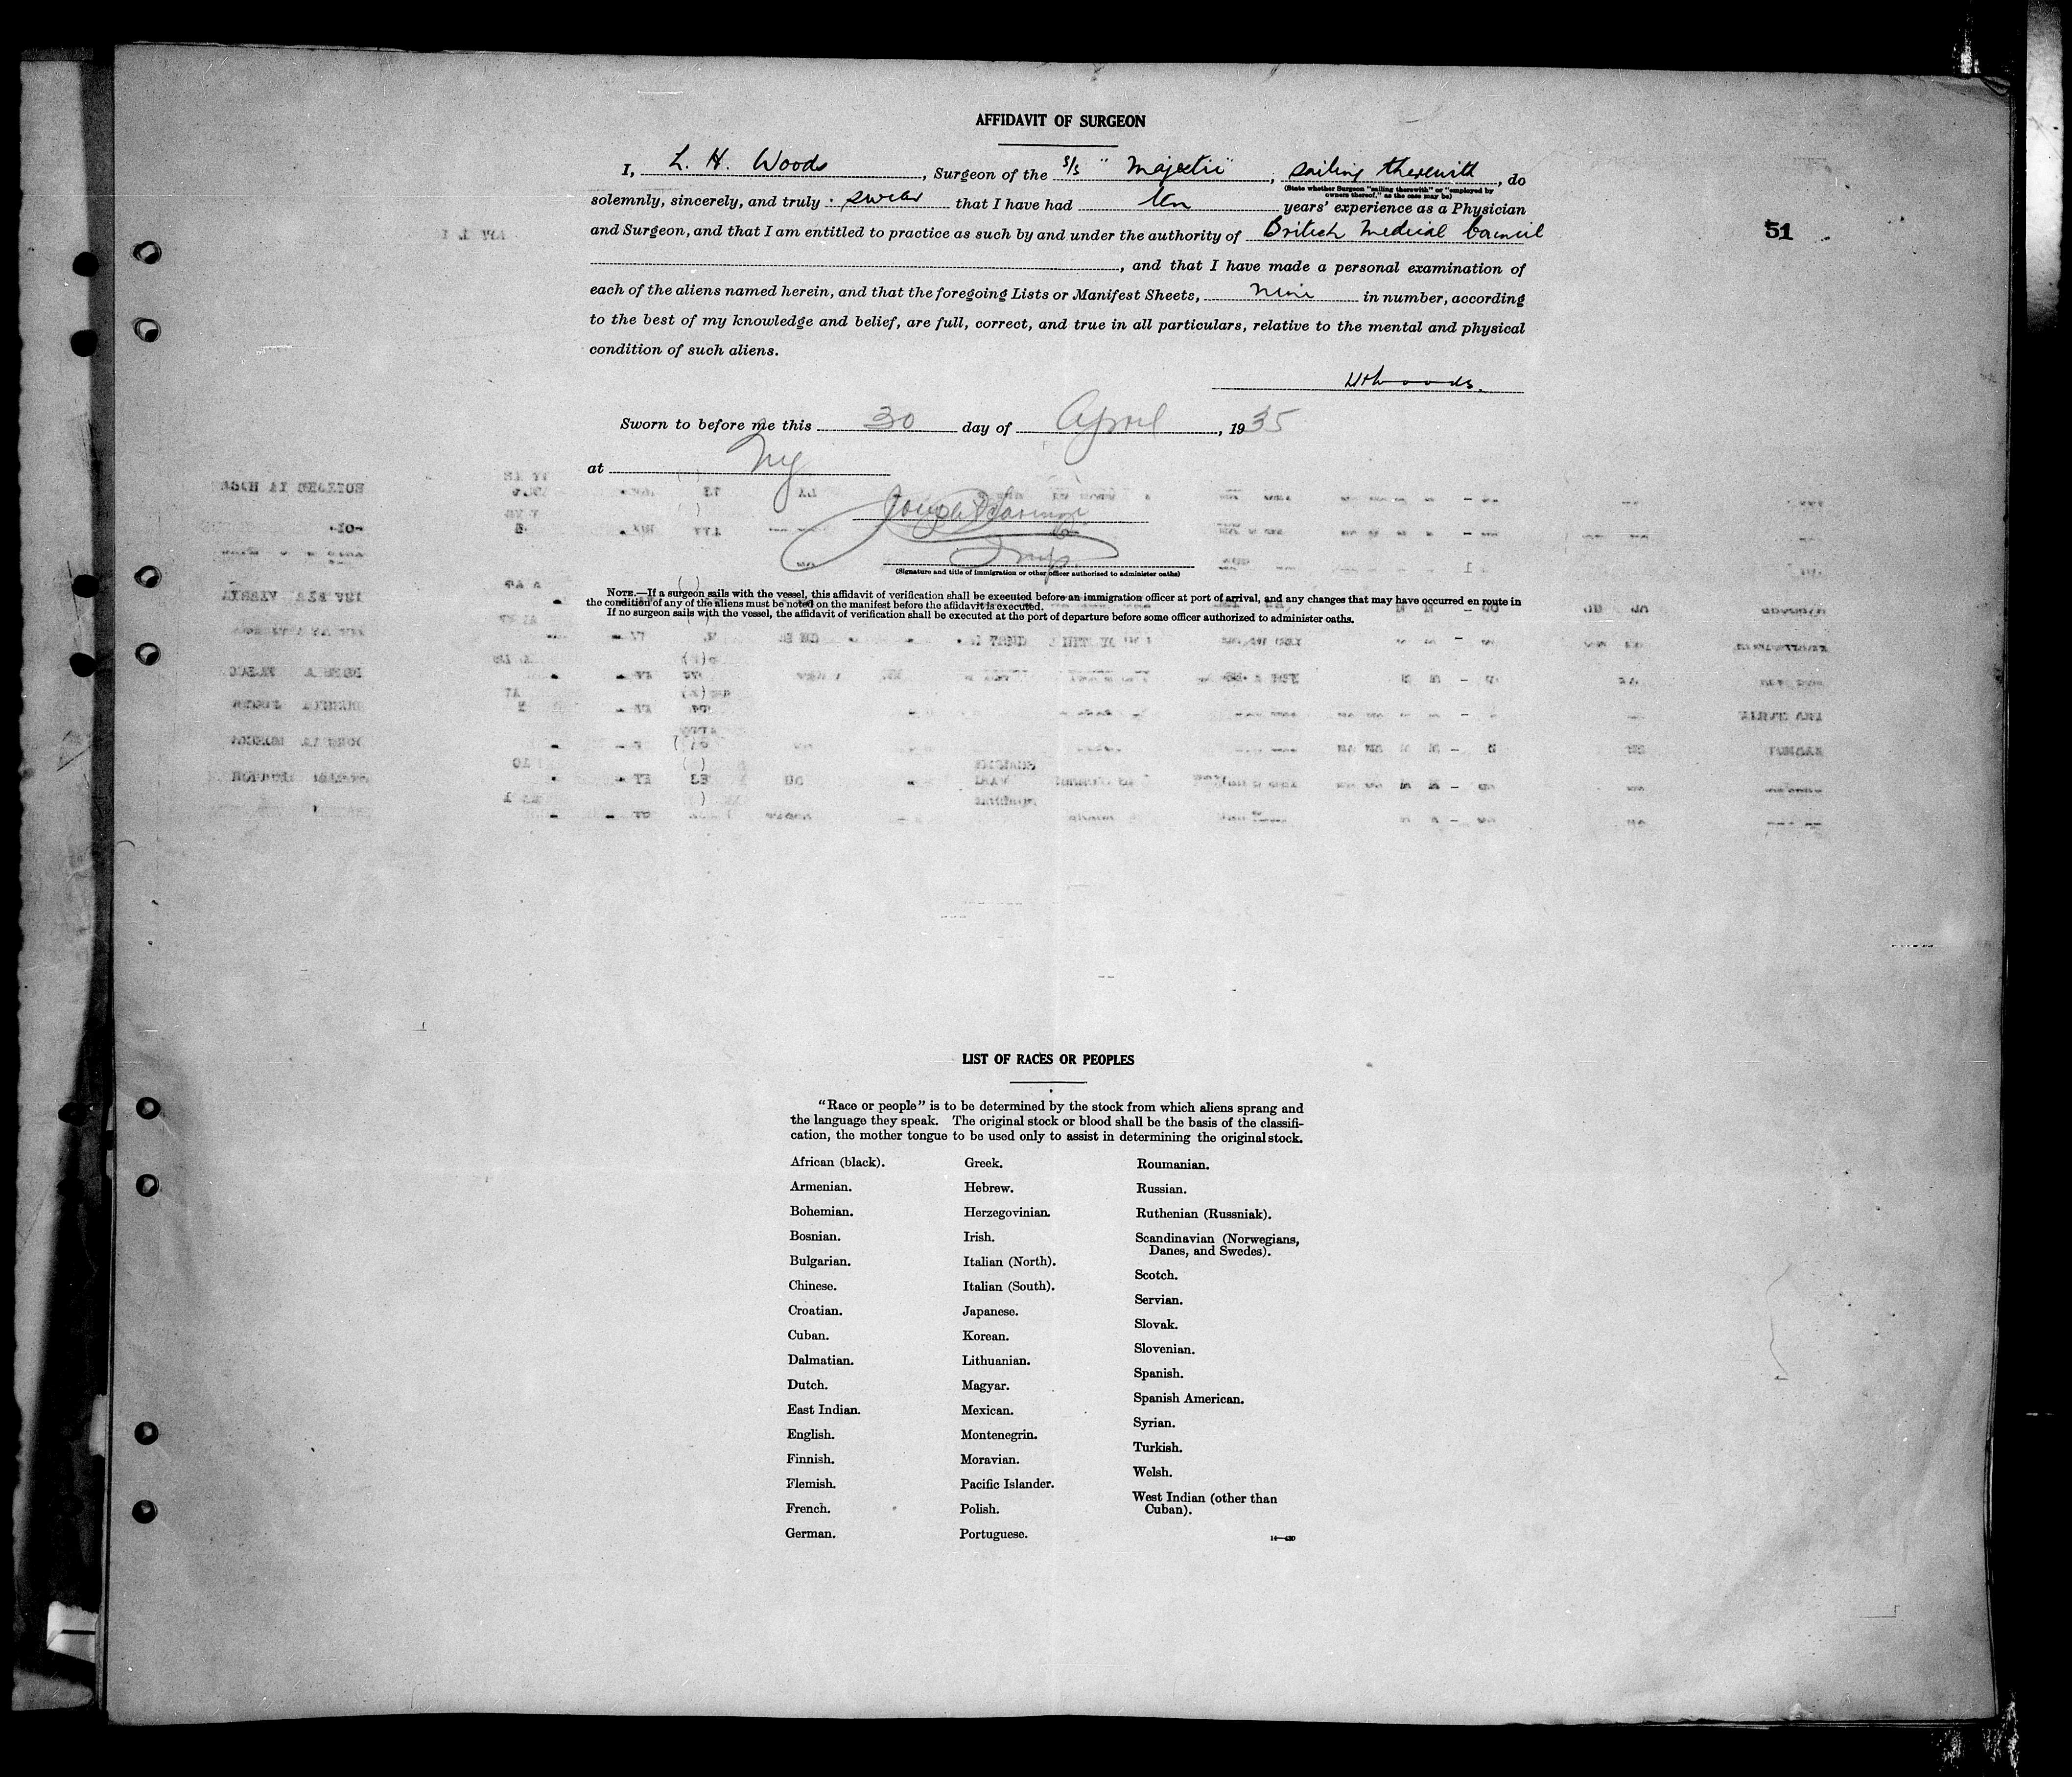 AFFIDAVIT OF SURGEON
I, L. H. Woods, Surgeon of the S/S "Majestic", sailing therewith, do
(State whether Surgeon "sailing therewith" or "employed by
owners thereof," as the case may be)
solemnly, sincerely, and truly swear that I have had ten years' experience as a Physician
and Surgeon, and that I am entitled to practice as such by and under the authority of British Medical Council
51
, and that I have made a personal examination of
each of the aliens named herein, and that the foregoing Lists or Manifest Sheets, nine in number, according
to the best of my knowledge and belief, are full, correct, and true in all particulars, relative to the mental and physical
condition of such aliens.
Sworn to before me this 30 day of April, 1935
at NY
(Signature and title of immigration or other officer authorized to administer oaths)
NOTE.—If a surgeon sails with the vessel, this affidavit of verification shall be executed before an immigration officer at port of arrival, and any changes that may have occurred en route in
the condition of any of the aliens must be noted on the manifest before the affidavit is executed.
If no surgeon sails with the vessel, the affidavit of verification shall be executed at the port of departure before some officer authorized to administer oaths.
LIST OF RACES OR PEOPLES
"Race or people" is to be determined by the stock from which aliens sprang and
the language they speak. The original stock or blood shall be the basis of the classifi-
cation, the mother tongue to be used only to assist in determining the original stock.
African (black).
Armenian.
Bohemian.
Bosnian.
Bulgarian.
Chinese.
Croatian.
Cuban.
Dalmatian.
Dutch.
East Indian.
English.
Finnish.
Flemish.
French.
German.
Greek.
Hebrew.
Herzegovinian.
Irish.
Italian (North).
Italian (South).
Japanese.
Korean.
Lithuanian.
Magyar.
Mexican.
Montenegrin.
Moravian.
Pacific Islander.
Polish.
Portuguese.
Roumanian.
Russian.
Ruthenian (Russniak).
Scandinavian (Norwegians,
Danes, and Swedes).
Scotch.
Servian.
Slovak.
Slovenian.
Spanish.
Spanish American.
Syrian.
Turkish.
Welsh.
West Indian (other than
Cuban).